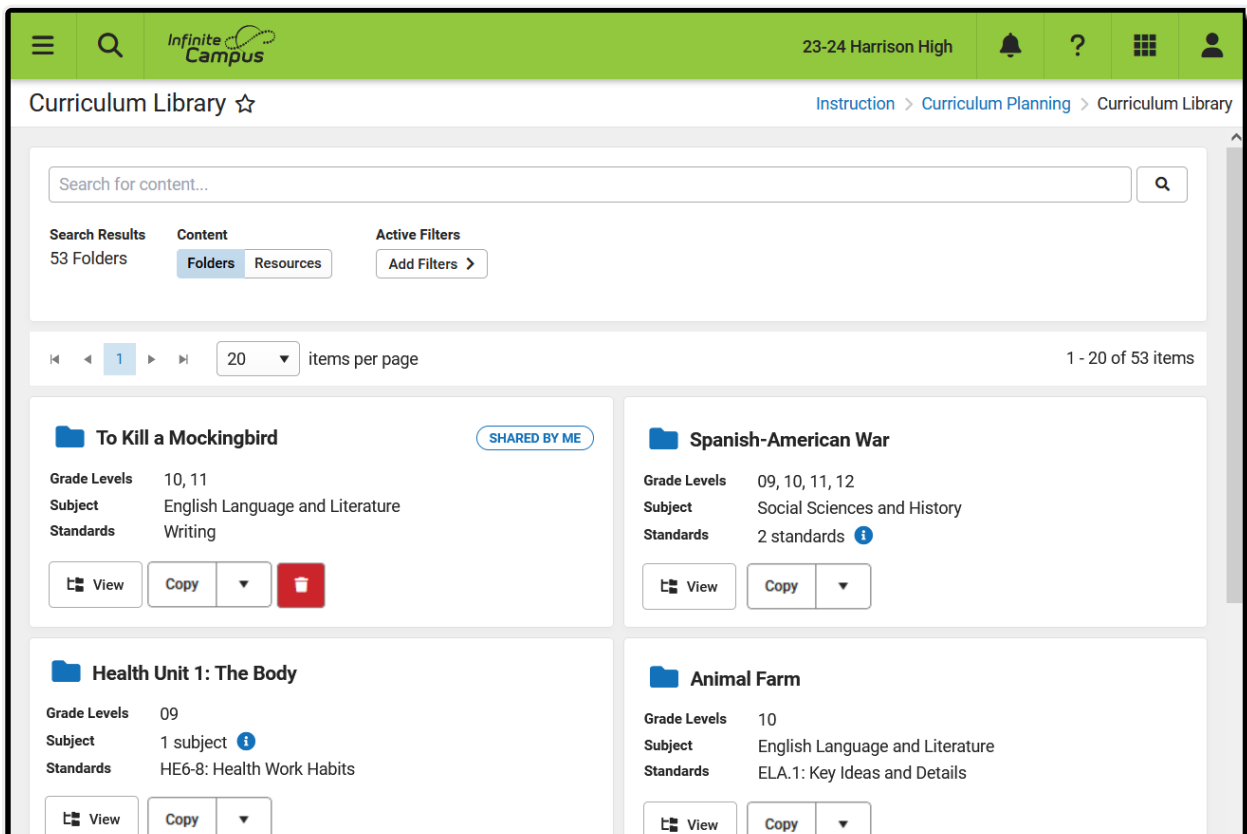 Infinite Campus
23-24 Harrison High
?
Curriculum Library
Instruction > Curriculum Planning > Curriculum Library
Search for content...
Search Results Content Active Filters
53 Folders Folders Resources Add Filters >
1 20 items per page 1 - 20 of 53 items
To Kill a Mockingbird SHARED BY ME
Grade Levels 10, 11
Subject English Language and Literature
Standards Writing
View Copy
Spanish-American War
Grade Levels 09, 10, 11, 12
Subject Social Sciences and History
Standards 2 standards i
View Copy
Health Unit 1: The Body
Grade Levels 09
Subject 1 subject i
Standards HE6-8: Health Work Habits
View Copy
Animal Farm
Grade Levels 10
Subject English Language and Literature
Standards ELA.1: Key Ideas and Details
View Copy